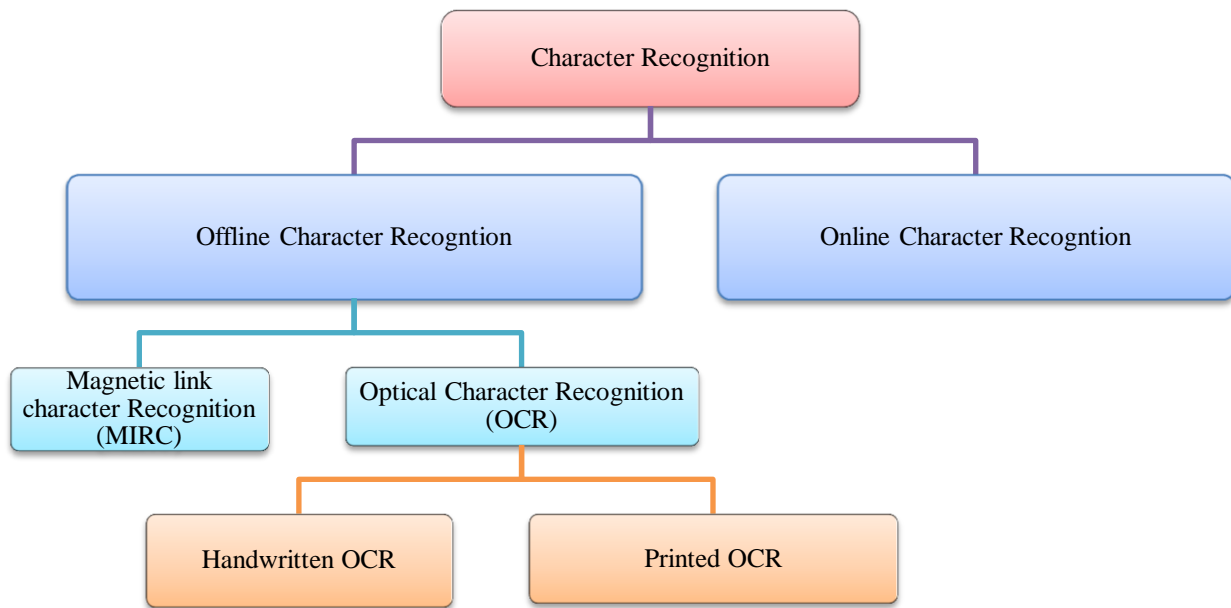 Character Recognition
Offline Character Recogntion
Online Character Recogntion
Magnetic link
character Recognition
(MIRC)
Optical Character Recognition
(OCR)
Handwritten OCR
Printed OCR